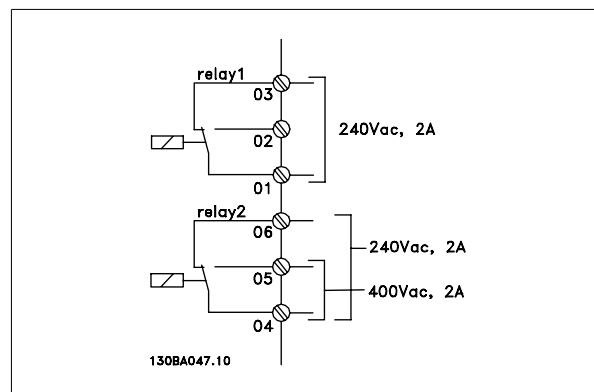 relay1
03
02
240Vac, 2A
01
relay2
06
240Vac, 2A
05
400Vac, 2A
04
130BA047.10